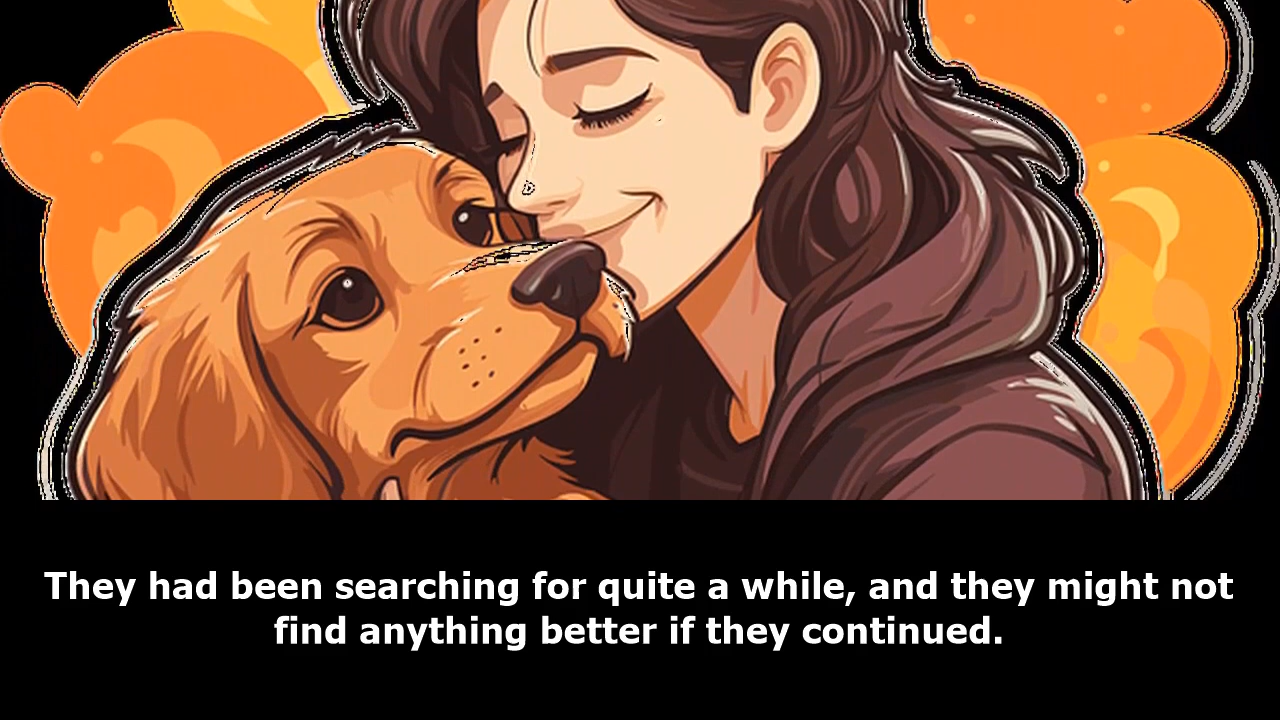 They had been searching for quite a while, and they might not
find anything better if they continued.